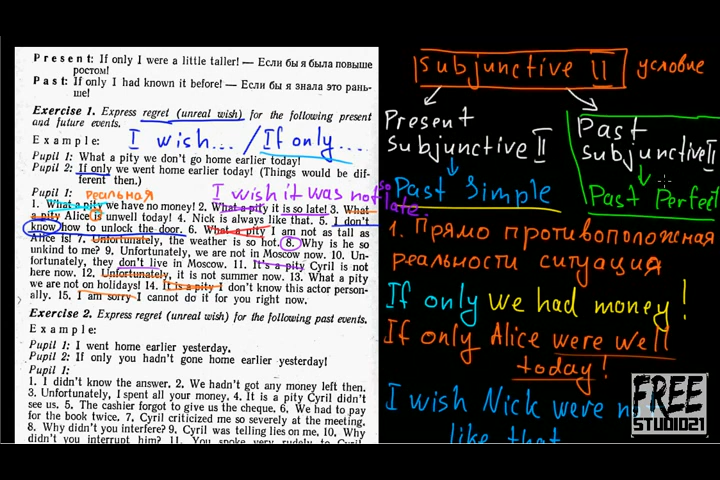 Present: If only I were a little taller! — Если бы я была повыше
ростом!
Past: If only I had known it before! — Если бы я знала это рань-
ше!
Exercise 1. Express regret (unreal wish) for the following present
and future events.
Example:
I wish... / If only....
Pupil 1: What a pity we don't go home earlier today!
Pupil 2: If only we went home earlier today! (Things would be dif-
ferent then.)
Pupil 1:
реальная
I wish it was not so
late.
1. What a pity we have no money! 2. What a pity it is so late! 3. What
a pity Alice is unwell today! 4. Nick is always like that. 5. I don't
know how to unlock the door. 6. What a pity I am not as tall as
Alice is! 7. Unfortunately, the weather is so hot. 8. Why is he so
unkind to me? 9. Unfortunately, we are not in Moscow now. 10. Un-
fortunately, they don't live in Moscow. 11. It's a pity Cyril is not
here now. 12. Unfortunately, it is not summer now. 13. What a pity
we are not on holidays! 14. It is a pity I don't know this actor person-
ally. 15. I am sorry I cannot do it for you right now.
Exercise 2. Express regret (unreal wish) for the following past events.
Example:
Pupil 1: I went home earlier yesterday.
Pupil 2: If only you hadn't gone home earlier yesterday!
Pupil 1:
1. I didn't know the answer. 2. We hadn't got any money left then.
3. Unfortunately, I spent all your money. 4. It is a pity Cyril didn't
see us. 5. The cashier forgot to give us the cheque. 6. We had to pay
for the book twice. 7. Cyril criticized me so severely at the meeting.
8. Why didn't you interfere? 9. Cyril was telling lies on me. 10. Why
didn't you interrupt him? 11. You spoke very rudely to Cyril
Subjunctive II условие
Present
Subjunctive II
Past
subjunctive II
Past Simple
Past Perfect
1. Прямо противоположная
реальности ситуация
If only we had money!
If only Alice were well
today!
I wish Nick were no
like that
FREE
STUDIO21